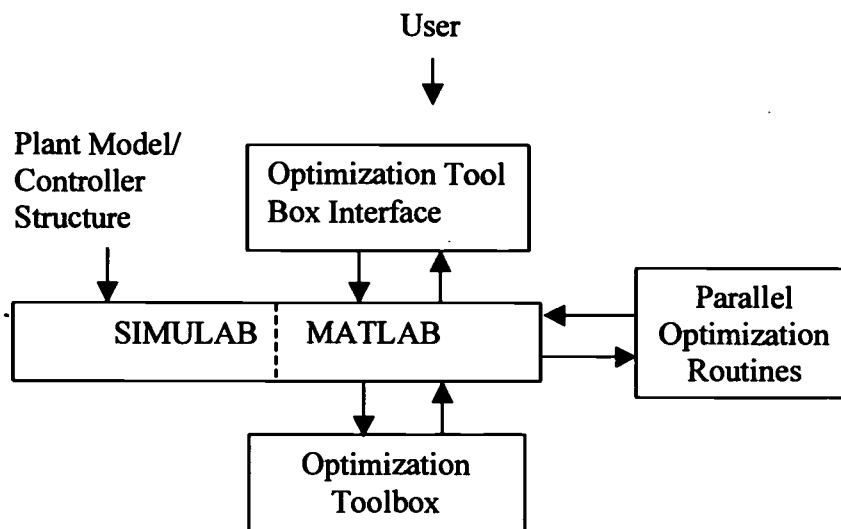 User
Plant Model/
Controller
Structure
Optimization Tool
Box Interface
SIMULAB
MATLAB
Parallel
Optimization
Routines
Optimization
Toolbox